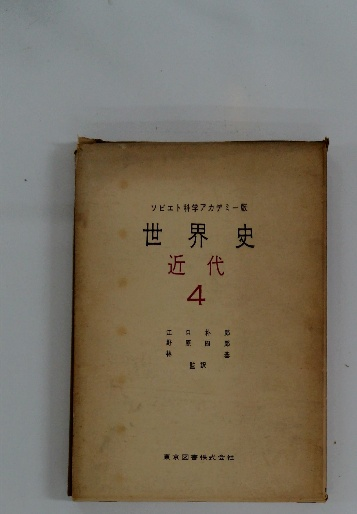 ソビエト科学アカデミー版
世界史
近代
4
江口朴郎
野原四郎
林基
監訳
東京図書株式会社